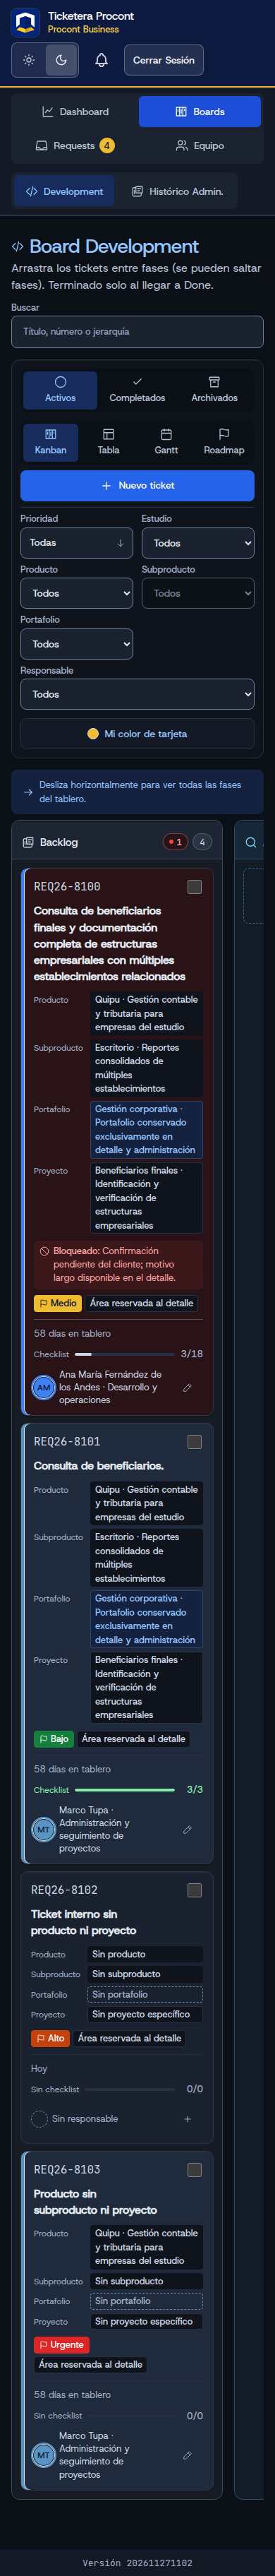 Ticketera Procont
Procont Business
Cerrar Sesión
Dashboard
Boards
Requests 4
Equipo
Development
Histórico Admin.
Board Development
Arrastra los tickets entre fases (se pueden saltar
fases). Terminado solo al llegar a Done.
Buscar
Título, número o jerarquía
Activos
Completados
Archivados
Kanban
Tabla
Gantt
Roadmap
Nuevo ticket
Prioridad
Estudio
Todas
Todos
Producto
Subproducto
Todos
Todos
Portafolio
Todos
Responsable
Todos
Mi color de tarjeta
Desliza horizontalmente para ver todas las fases
del tablero.
Backlog
1
4
REQ26-8100
Consulta de beneficiarios
finales y documentación
completa de estructuras
empresariales con múltiples
establecimientos relacionados
Producto
Quipu · Gestión contable
y tributaria para
empresas del estudio
Subproducto
Escritorio · Reportes
consolidados de
múltiples
establecimientos
Portafolio
Gestión corporativa ·
Portafolio conservado
exclusivamente en
detalle y administración
Proyecto
Beneficiarios finales ·
Identificación y
verificación de
estructuras
empresariales
Bloqueado: Confirmación
pendiente del cliente; motivo
largo disponible en el detalle.
Medio
Área reservada al detalle
58 días en tablero
Checklist
3/18
AM
Ana María Fernández de
los Andes · Desarrollo y
operaciones
REQ26-8101
Consulta de beneficiarios.
Producto
Quipu · Gestión contable
y tributaria para
empresas del estudio
Subproducto
Escritorio · Reportes
consolidados de
múltiples
establecimientos
Portafolio
Gestión corporativa ·
Portafolio conservado
exclusivamente en
detalle y administración
Proyecto
Beneficiarios finales ·
Identificación y
verificación de
estructuras
empresariales
Bajo
Área reservada al detalle
58 días en tablero
Checklist
3/3
MT
Marco Tupa ·
Administración y
seguimiento de
proyectos
REQ26-8102
Ticket interno sin
producto ni proyecto
Producto
Sin producto
Subproducto
Sin subproducto
Portafolio
Sin portafolio
Proyecto
Sin proyecto específico
Alto
Área reservada al detalle
Hoy
Sin checklist
0/0
Sin responsable
REQ26-8103
Producto sin
subproducto ni proyecto
Producto
Quipu · Gestión contable
y tributaria para
empresas del estudio
Subproducto
Sin subproducto
Portafolio
Sin portafolio
Proyecto
Sin proyecto específico
Urgente
Área reservada al detalle
58 días en tablero
Sin checklist
0/0
MT
Marco Tupa ·
Administración y
seguimiento de
proyectos
Versión 202611271102